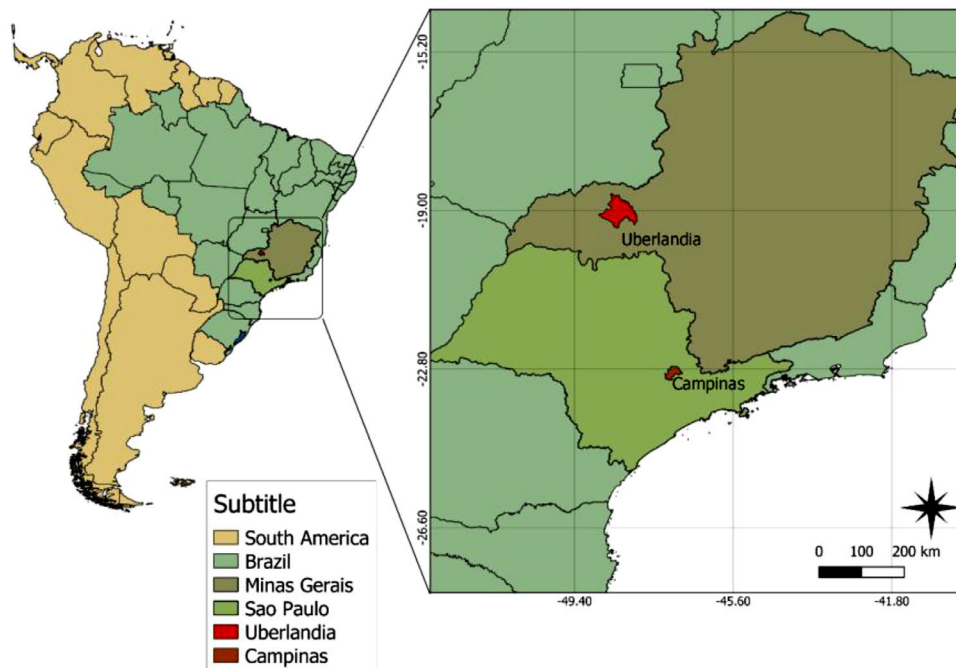 Subtitle
South America
Brazil
Minas Gerais
Sao Paulo
Uberlandia
Campinas
-15.20
-19.00
-22.80
-26.60
Uberlandia
Campinas
0 100 200 km
-49.40 -45.60 -41.80